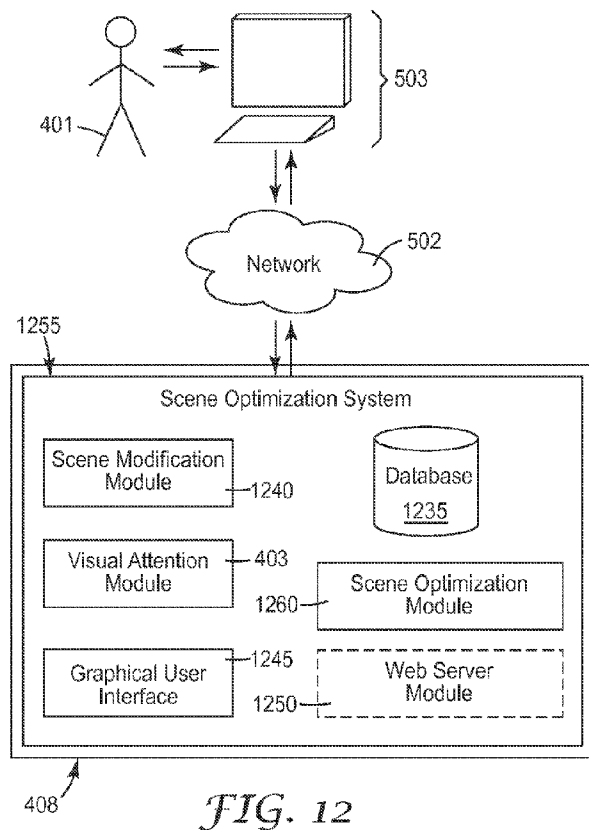 503
401
Network
502
1255
Scene Optimization System
Scene Modification
Module
1240
Database
1235
Visual Attention
Module
403
Scene Optimization
Module
1260
Graphical User
Interface
1245
Web Server
Module
1250
408
FIG. 12